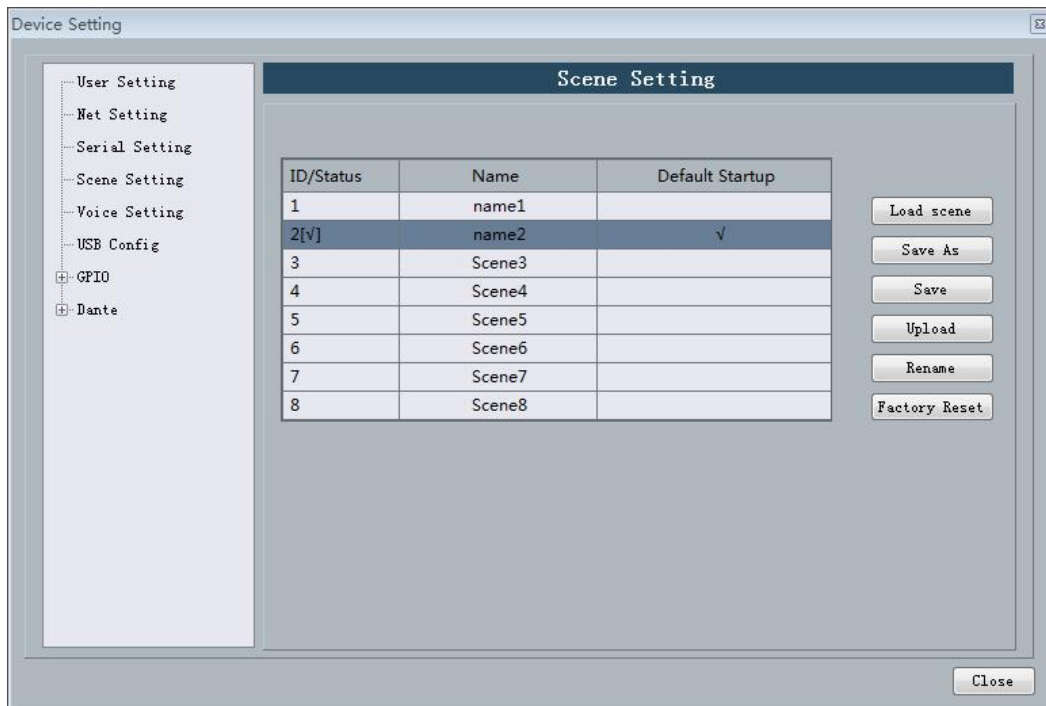 Device Setting
User Setting
Net Setting
Serial Setting
Scene Setting
Voice Setting
USB Config
GPIO
Dante
Scene Setting
ID/Status Name Default Startup
1 name1
2[√] name2 √
3 Scene3
4 Scene4
5 Scene5
6 Scene6
7 Scene7
8 Scene8
Load scene
Save As
Save
Upload
Rename
Factory Reset
Close